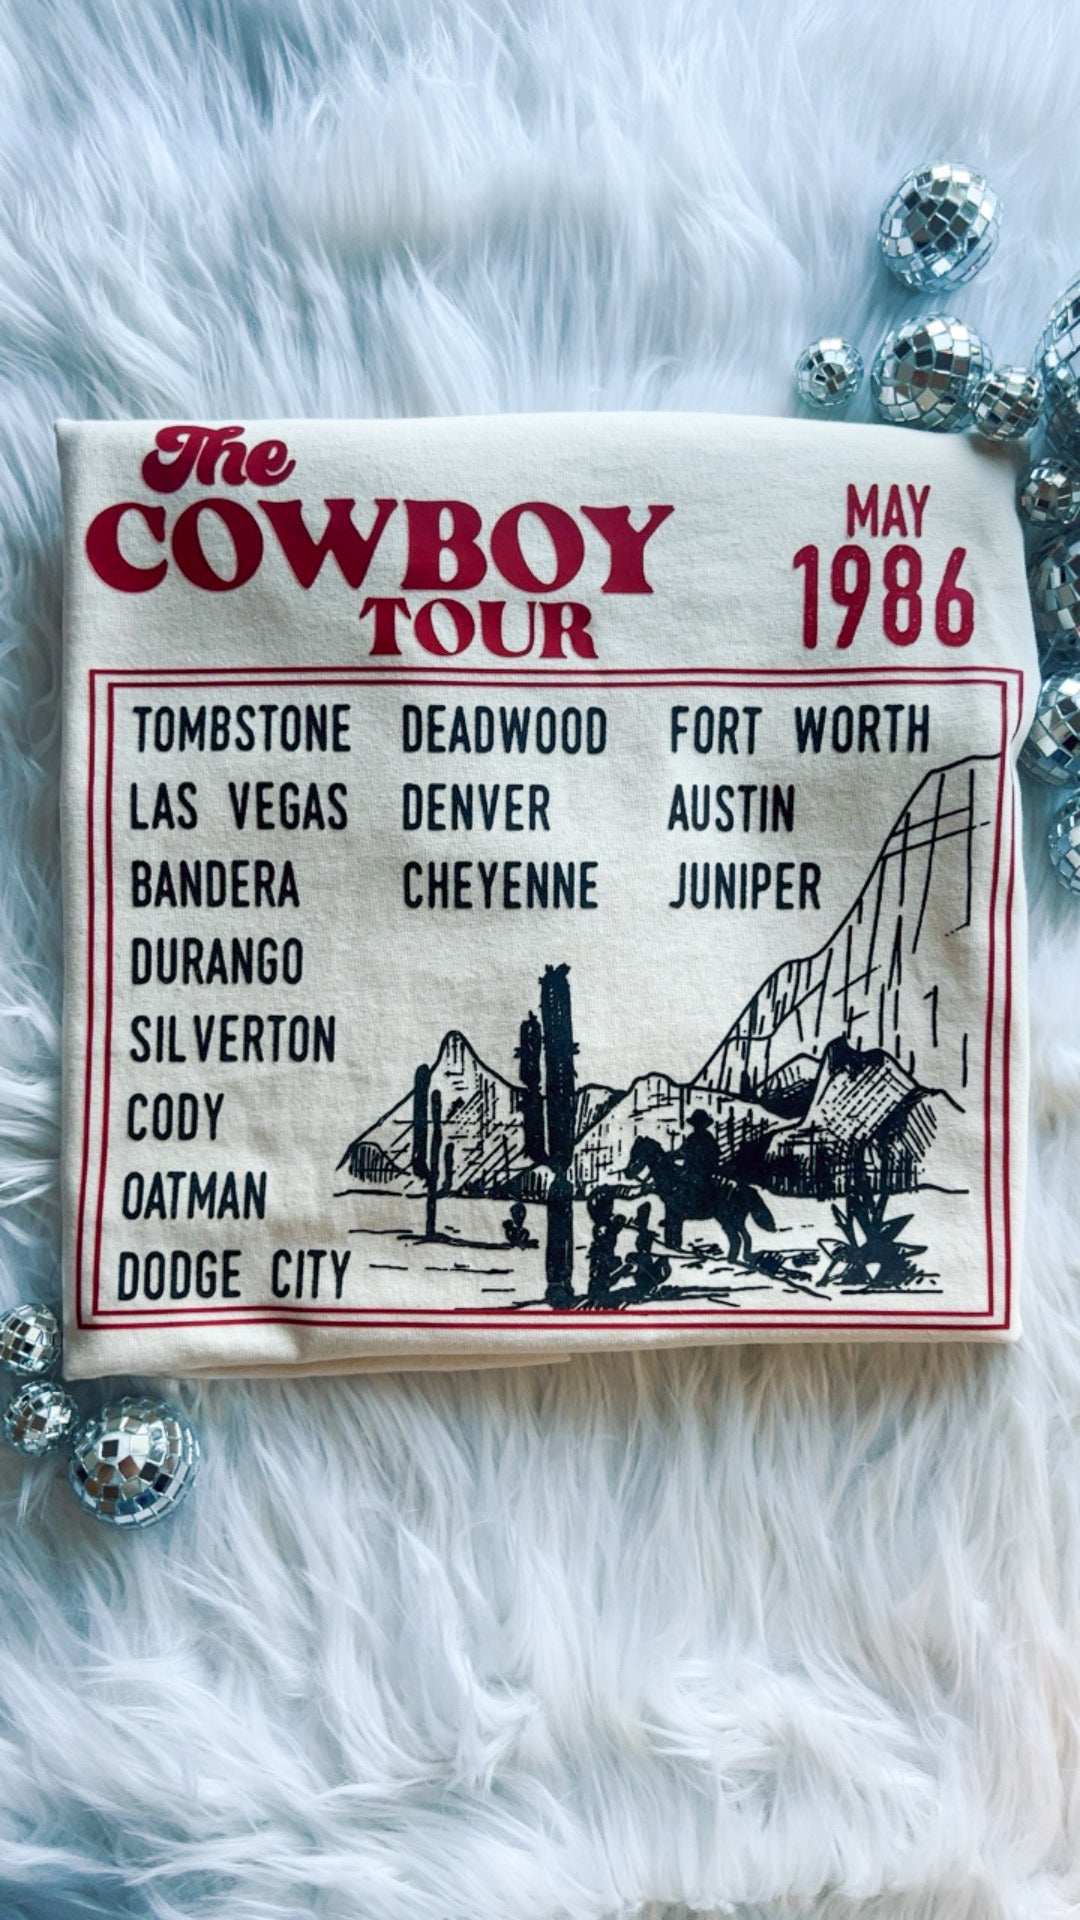 The
COWBOY
TOUR
MAY
1986
TOMBSTONE
LAS VEGAS
BANDERA
DURANGO
SILVERTON
CODY
OATMAN
DODGE CITY
DEADWOOD
DENVER
CHEYENNE
FORT WORTH
AUSTIN
JUNIPER